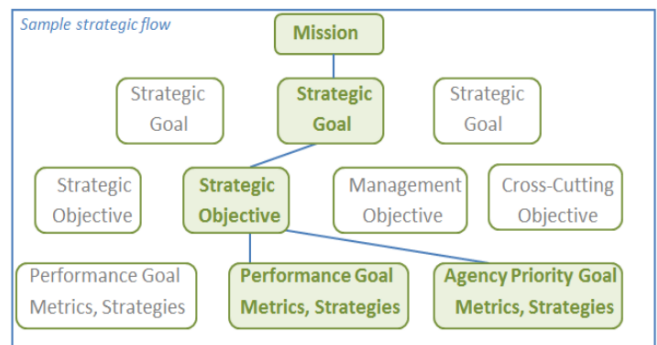 Sample strategic flow
Mission
Strategic
Goal
Strategic
Goal
Strategic
Goal
Strategic
Objective
Strategic
Objective
Management
Objective
Cross-Cutting
Objective
Performance Goal
Metrics, Strategies
Performance Goal
Metrics, Strategies
Agency Priority Goal
Metrics, Strategies